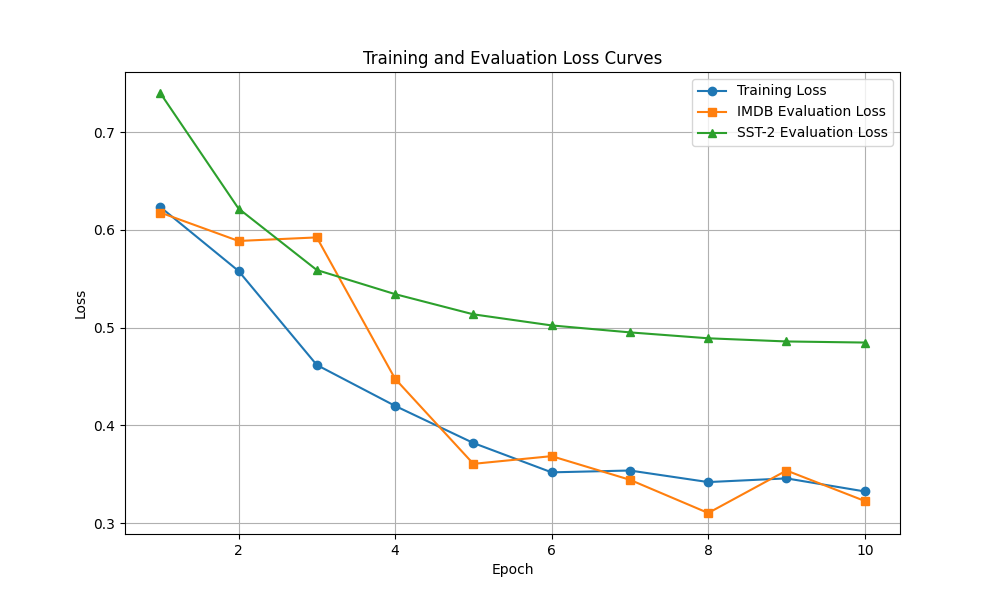 Training and Evaluation Loss Curves
Training Loss
IMDB Evaluation Loss
SST-2 Evaluation Loss
0.7
0.6
0.5
0.4
0.3
Loss
2
4
6
8
10
Epoch